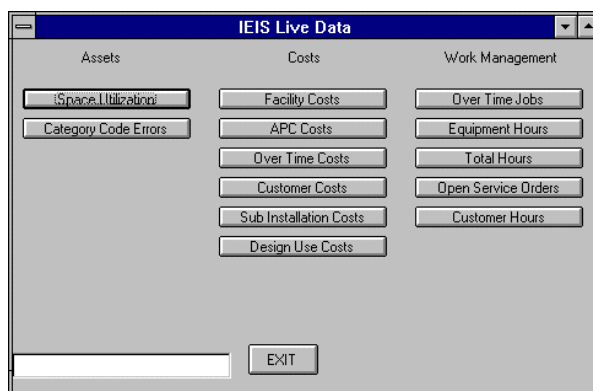 IEIS Live Data
Assets
Costs
Work Management
Space Utilization
Category Code Errors
Facility Costs
APC Costs
Over Time Costs
Customer Costs
Sub Installation Costs
Design Use Costs
Over Time Jobs
Equipment Hours
Total Hours
Open Service Orders
Customer Hours
EXIT